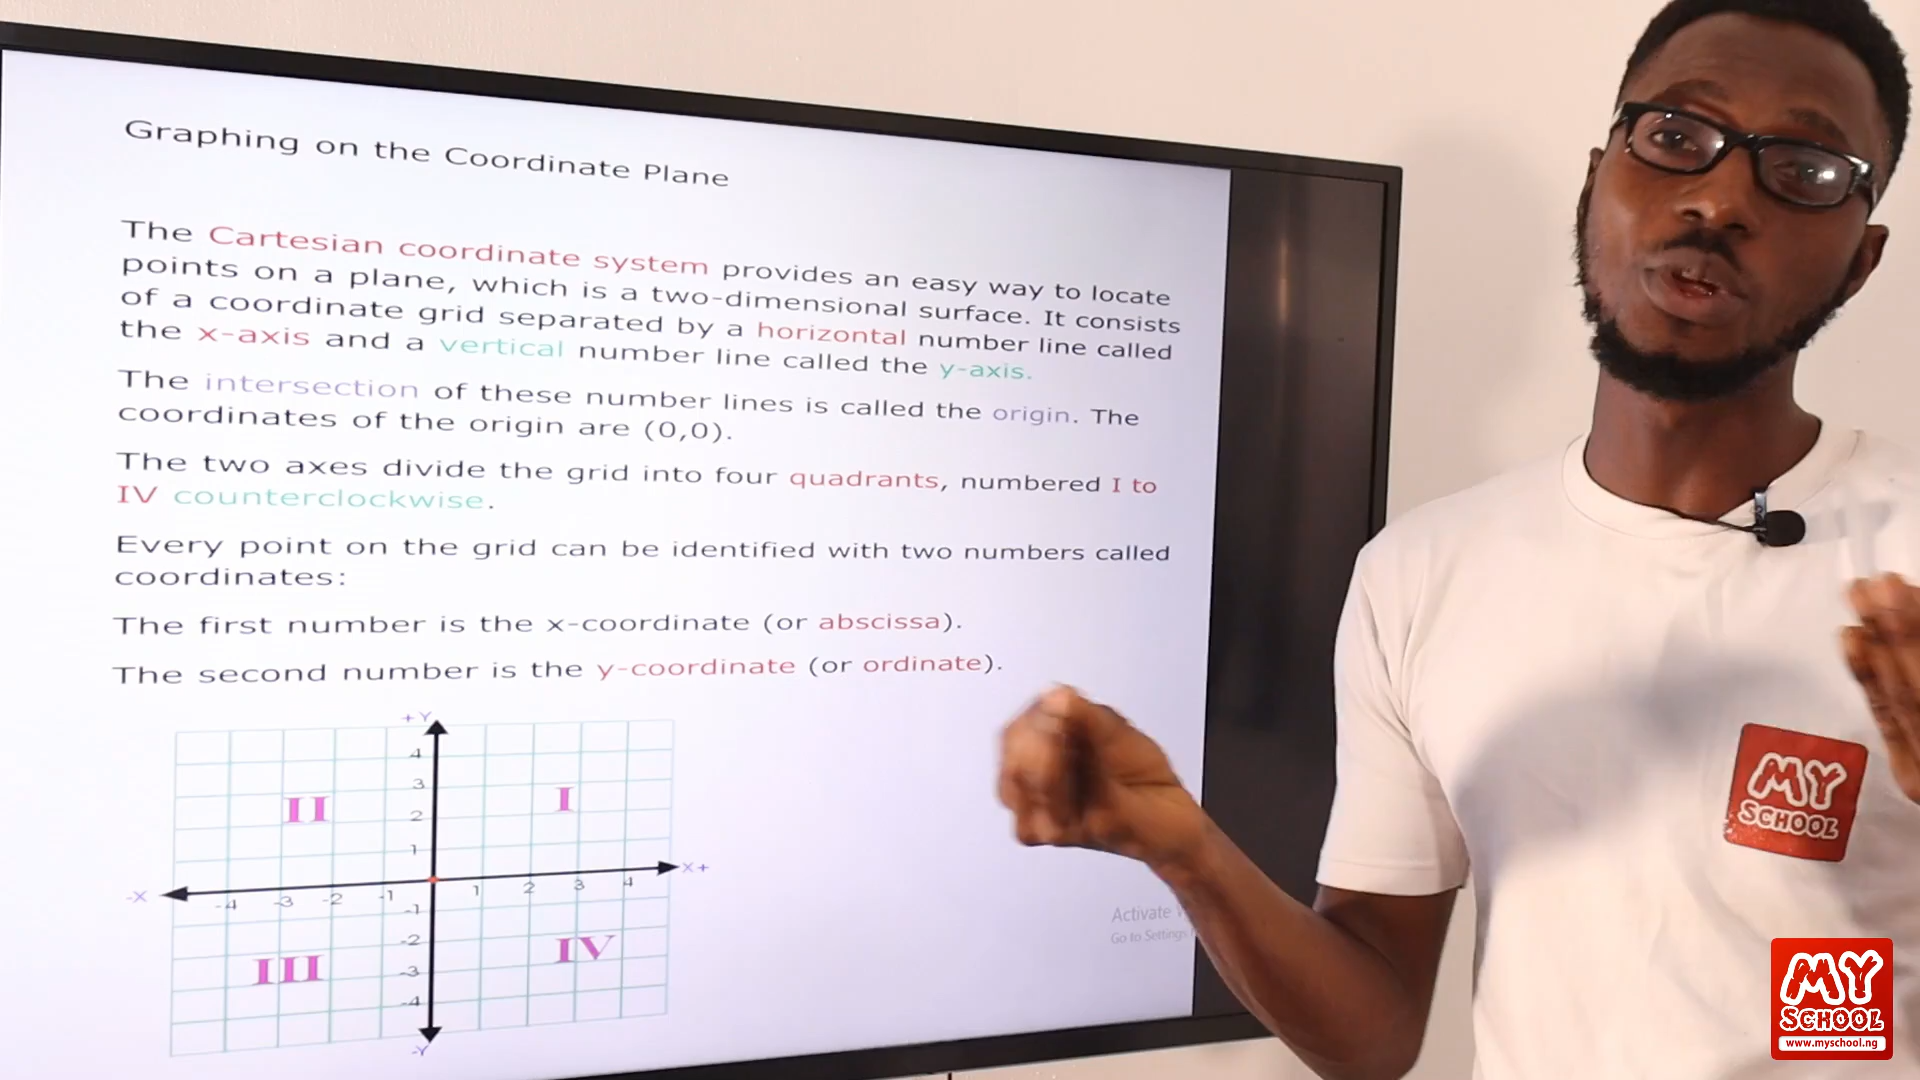 Graphing on the Coordinate Plane
The Cartesian coordinate system provides an easy way to locate
points on a plane, which is a two-dimensional surface. It consists
of a coordinate grid separated by a horizontal number line called
the x-axis and a vertical number line called the y-axis.
The intersection of these number lines is called the origin. The
coordinates of the origin are (0,0).
The two axes divide the grid into four quadrants, numbered I to
IV counterclockwise.
Every point on the grid can be identified with two numbers called
coordinates:
The first number is the x-coordinate (or abscissa).
The second number is the y-coordinate (or ordinate).
+Y
4
3
II
I
2
1
X+
-X
-4 -3 -2 -1 1 2 3 4
-1
-2
IV
III
-3
-4
-Y
Activate
Go to Settings
MY
SCHOOL
MY
SCHOOL
www.myschool.ng